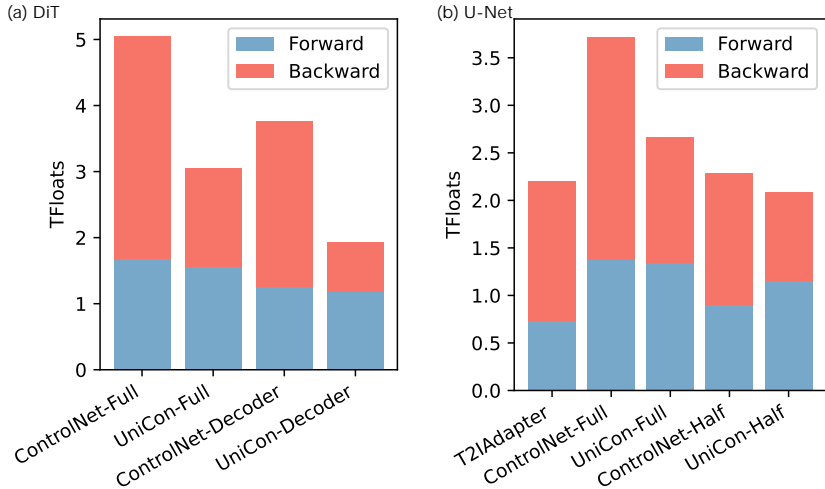 (a) DiT
Forward
Backward
TFloats
5
4
3
2
1
0
ControlNet-Full
UniCon-Full
ControlNet-Decoder
UniCon-Decoder
(b) U-Net
Forward
Backward
TFloats
3.5
3.0
2.5
2.0
1.5
1.0
0.5
0.0
T2IAdapter
ControlNet-Full
UniCon-Full
ControlNet-Half
UniCon-Half